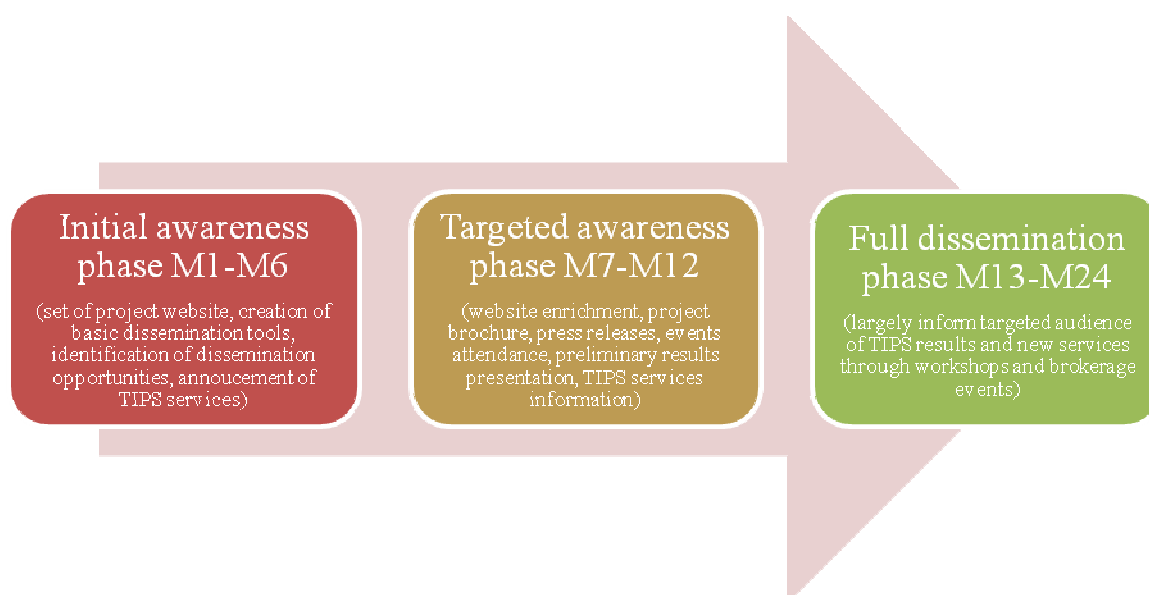 Initial awareness
phase M1-M6
(set of project website, creation of
basic dissemination tools,
identification of dissemination
opportunities, annoucement of
TIPS services)
Targeted awareness
phase M7-M12
(website enrichment, project
brochure, press releases, events
attendance, preliminary results
presentation, TIPS services
information)
Full dissemination
phase M13-M24
(largely inform targeted audience
of TIPS results and new services
through workshops and brokerage
events)